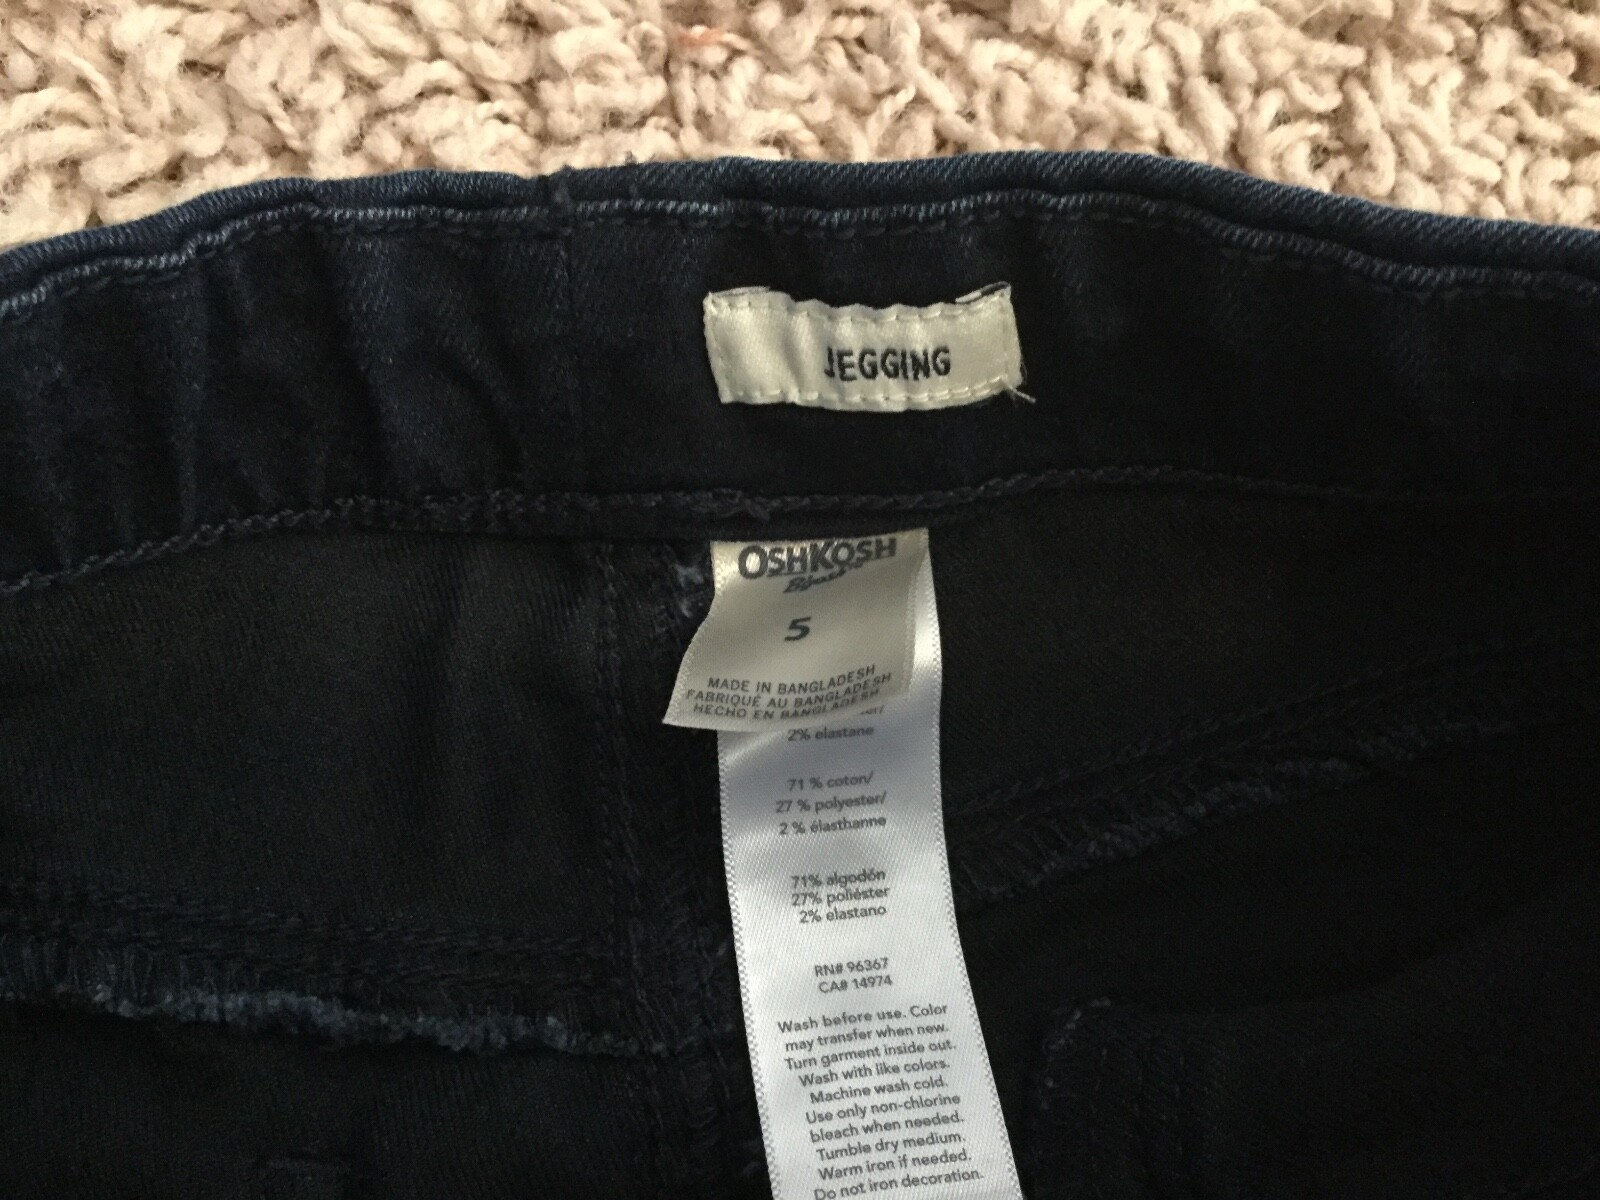 JEGGING
OSHKOSH
B'gosh
5
MADE IN BANGLADESH
FABRIQUÉ AU BANGLADESH
HECHO EN BANGLADESH
2% elastane
71 % coton/
27 % polyester/
2 % élasthanne
71% algodón
27% poliéster
2% elastano
RN# 96367
CA# 14974
Wash before use. Color
may transfer when new.
Turn garment inside out.
Wash with like colors.
Machine wash cold.
Use only non-chlorine
bleach when needed.
Tumble dry medium.
Warm iron if needed.
Do not iron decoration.